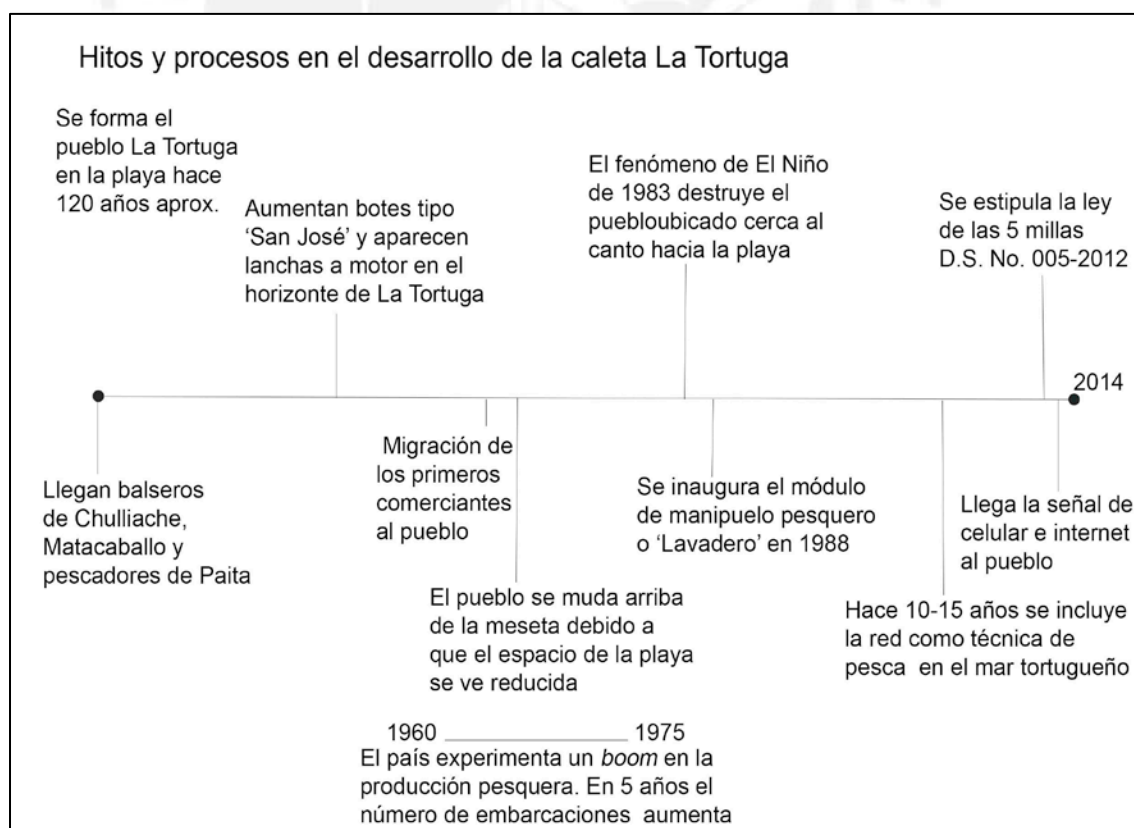 Hitos y procesos en el desarrollo de la caleta La Tortuga
Se forma el
pueblo La Tortuga
en la playa hace
120 años aprox.
Aumentan botes tipo
‘San José’ y aparecen
lanchas a motor en el
horizonte de La Tortuga
El fenómeno de El Niño
de 1983 destruye el
puebloubicado cerca al
canto hacia la playa
Se estipula la ley
de las 5 millas
D.S. No. 005-2012
2014
Llegan balseros
de Chulliache,
Matacaballo y
pescadores de Paita
Migración de
los primeros
comerciantes
al pueblo
El pueblo se muda arriba
de la meseta debido a
que el espacio de la playa
se ve reducida
Se inaugura el módulo
de manipuelo pesquero
o ‘Lavadero’ en 1988
Hace 10-15 años se incluye
la red como técnica de
pesca en el mar tortugueño
Llega la señal de
celular e internet
al pueblo
1960 1975
El país experimenta un boom en la
producción pesquera. En 5 años el
número de embarcaciones aumenta